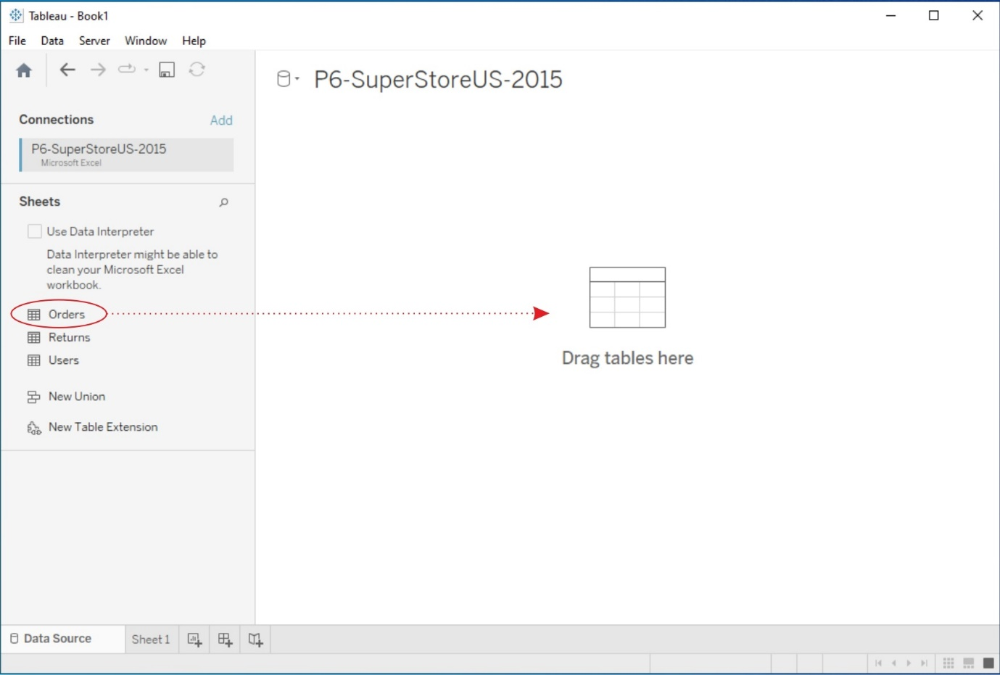 Tableau - Book1
File Data Server Window Help
P6-SuperStoreUS-2015
Connections Add
P6-SuperStoreUS-2015
Microsoft Excel
Sheets
Use Data Interpreter
Data Interpreter might be able to
clean your Microsoft Excel
workbook.
Orders
Returns
Users
New Union
New Table Extension
Drag tables here
Data Source Sheet 1